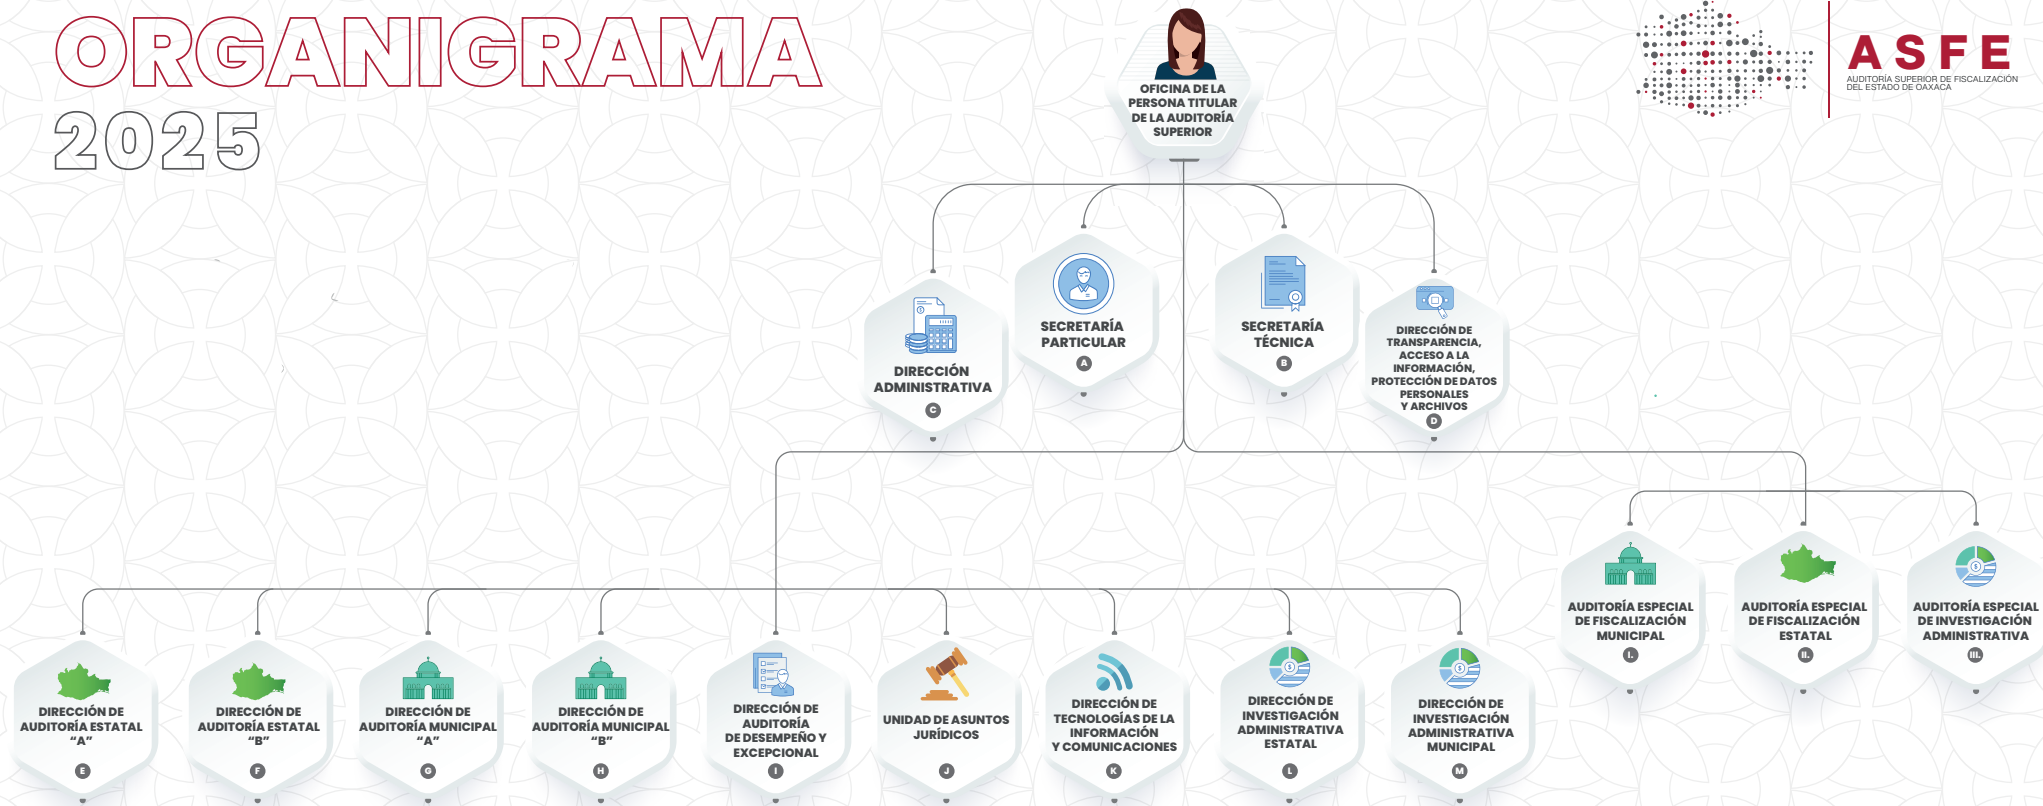 ORGANIGRAMA
2025
ASFE
AUDITORÍA SUPERIOR DE FISCALIZACIÓN
DEL ESTADO DE OAXACA
OFICINA DE LA
PERSONA TITULAR
DE LA AUDITORÍA
SUPERIOR
DIRECCIÓN
ADMINISTRATIVA
C
SECRETARÍA
PARTICULAR
A
SECRETARÍA
TÉCNICA
B
DIRECCIÓN DE
TRANSPARENCIA,
ACCESO A LA
INFORMACIÓN,
PROTECCIÓN DE DATOS
PERSONALES
Y ARCHIVOS
D
AUDITORÍA ESPECIAL
DE FISCALIZACIÓN
MUNICIPAL
I.
AUDITORÍA ESPECIAL
DE FISCALIZACIÓN
ESTATAL
II.
AUDITORÍA ESPECIAL
DE INVESTIGACIÓN
ADMINISTRATIVA
III.
DIRECCIÓN DE
AUDITORÍA ESTATAL
“A”
E
DIRECCIÓN DE
AUDITORÍA ESTATAL
“B”
F
DIRECCIÓN DE
AUDITORÍA MUNICIPAL
“A”
G
DIRECCIÓN DE
AUDITORÍA MUNICIPAL
“B”
H
DIRECCIÓN DE
AUDITORÍA
DE DESEMPEÑO Y
EXCEPCIONAL
I
UNIDAD DE ASUNTOS
JURÍDICOS
J
DIRECCIÓN DE
TECNOLOGÍAS DE LA
INFORMACIÓN
Y COMUNICACIONES
K
DIRECCIÓN DE
INVESTIGACIÓN
ADMINISTRATIVA
ESTATAL
L
DIRECCIÓN DE
INVESTIGACIÓN
ADMINISTRATIVA
MUNICIPAL
M